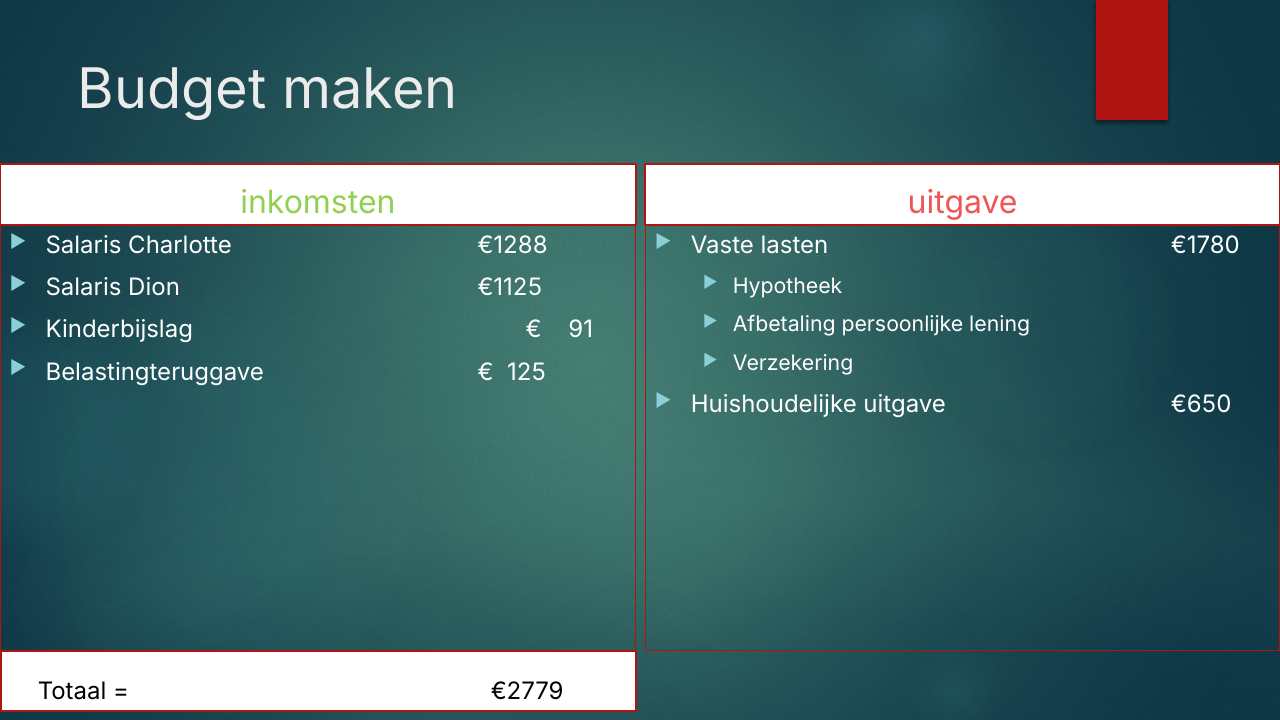 Budget maken
inkomsten
Salaris Charlotte €1288
Salaris Dion €1125
Kinderbijslag € 91
Belastingteruggave € 125
Totaal = €2779
uitgave
Vaste lasten €1780
Hypotheek
Afbetaling persoonlijke lening
Verzekering
Huishoudelijke uitgave €650